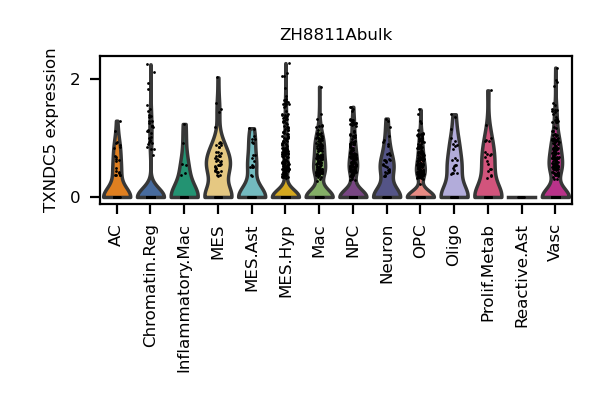 ZH8811Abulk
TXNDC5 expression
2
0
AC
Chromatin.Reg
Inflammatory.Mac
MES
MES.Ast
MES.Hyp
Mac
NPC
Neuron
OPC
Oligo
Prolif.Metab
Reactive.Ast
Vasc